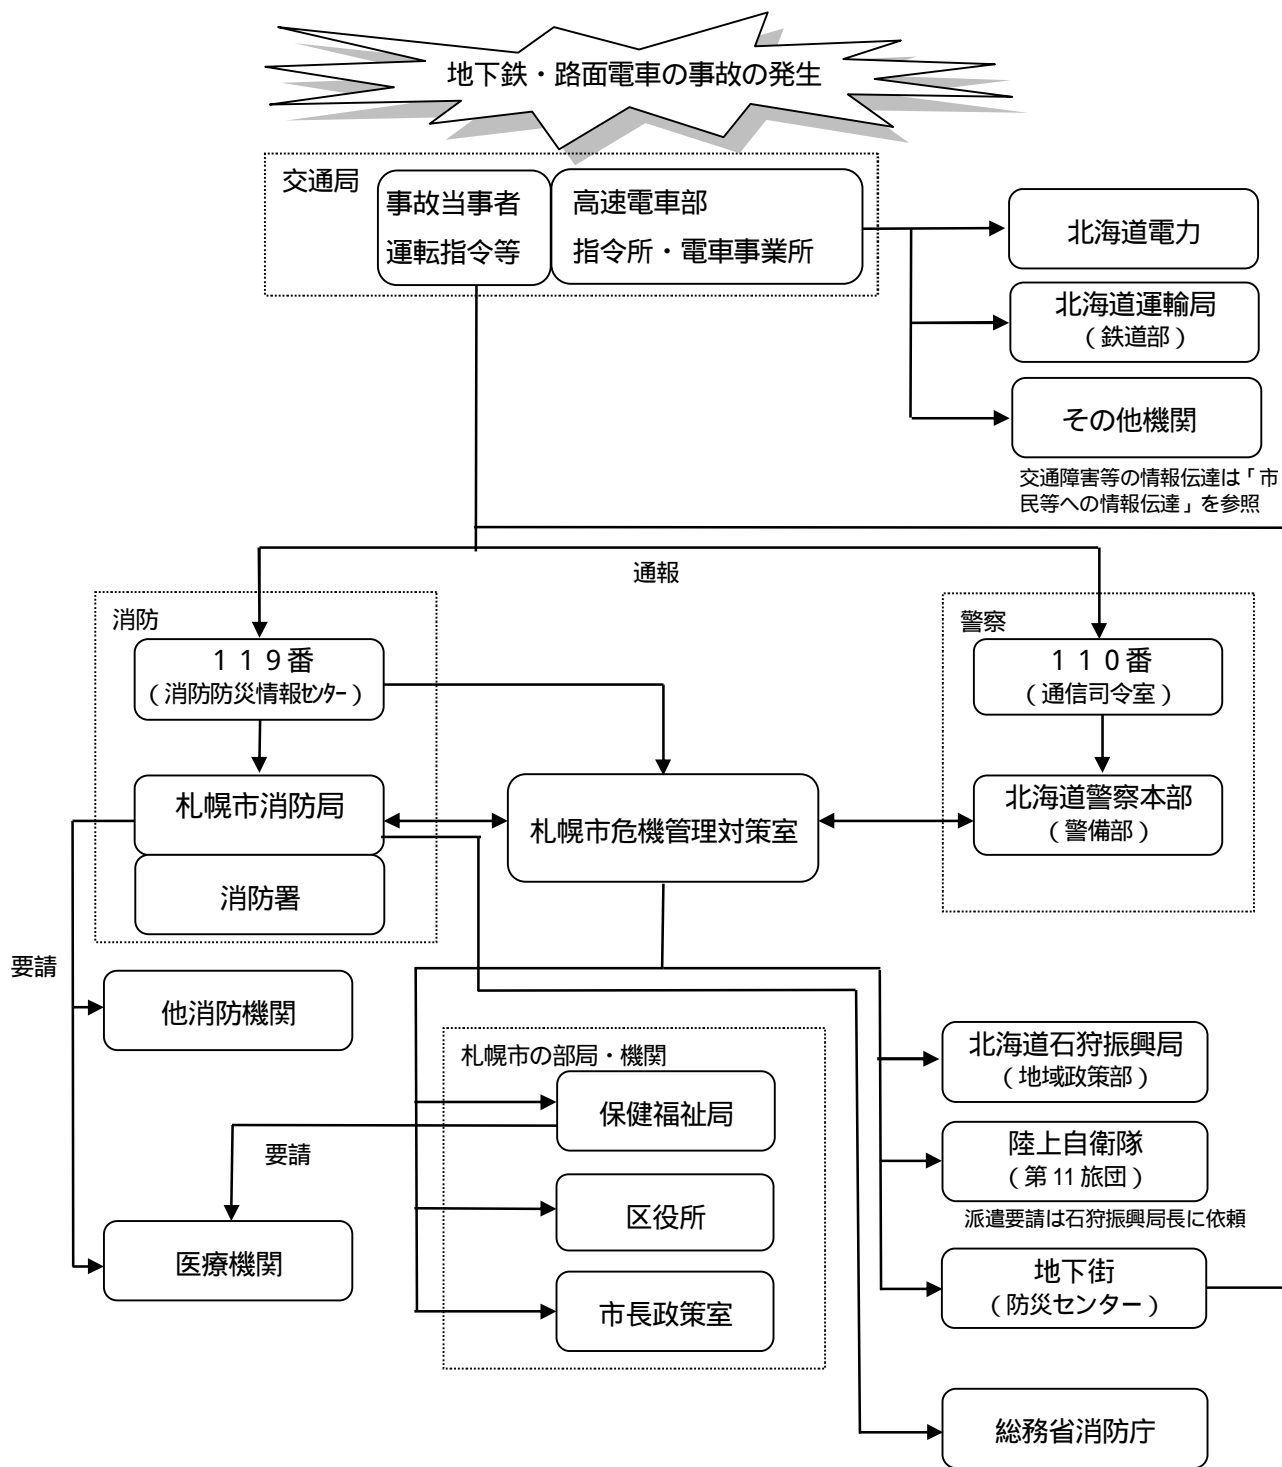 地下鉄・路面電車の事故の発生
交通局
事故当事者
運転指令等
高速電車部
指令所・電車事業所
北海道電力
北海道運輸局
（鉄道部）
その他機関
交通障害等の情報伝達は「市
民等への情報伝達」を参照
通報
消防
１１９番
（消防防災情報ｾﾝﾀｰ）
警察
１１０番
（通信司令室）
札幌市消防局
消防署
札幌市危機管理対策室
北海道警察本部
（警備部）
要請
他消防機関
札幌市の部局・機関
保健福祉局
要請
区役所
市長政策室
医療機関
北海道石狩振興局
（地域政策部）
陸上自衛隊
（第 11 旅団）
派遣要請は石狩振興局長に依頼
地下街
（防災センター）
総務省消防庁